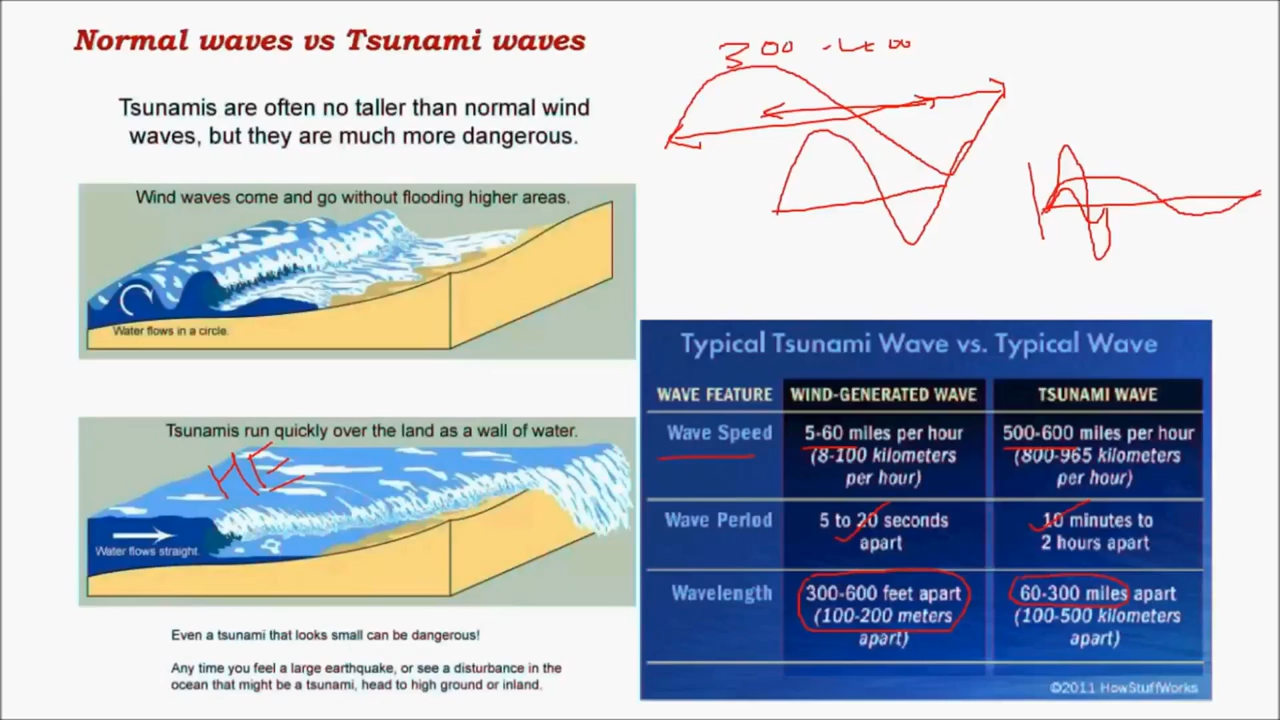 Normal waves vs Tsunami waves
Tsunamis are often no taller than normal wind
waves, but they are much more dangerous.
Wind waves come and go without flooding higher areas.
Water flows in a circle.
Tsunamis run quickly over the land as a wall of water.
ME
Water flows straight.
Even a tsunami that looks small can be dangerous!
Any time you feel a large earthquake, or see a disturbance in the
ocean that might be a tsunami, head to high ground or inland.
300
Typical Tsunami Wave vs. Typical Wave
WAVE FEATURE WIND-GENERATED WAVE TSUNAMI WAVE
Wave Speed 5-60 miles per hour 500-600 miles per hour
(8-100 kilometers (800-965 kilometers
per hour) per hour)
Wave Period 5 to 20 seconds 10 minutes to
apart 2 hours apart
Wavelength 300-600 feet apart 60-300 miles apart
(100-200 meters (100-500 kilometers
apart) apart)
©2011 HowStuffWorks